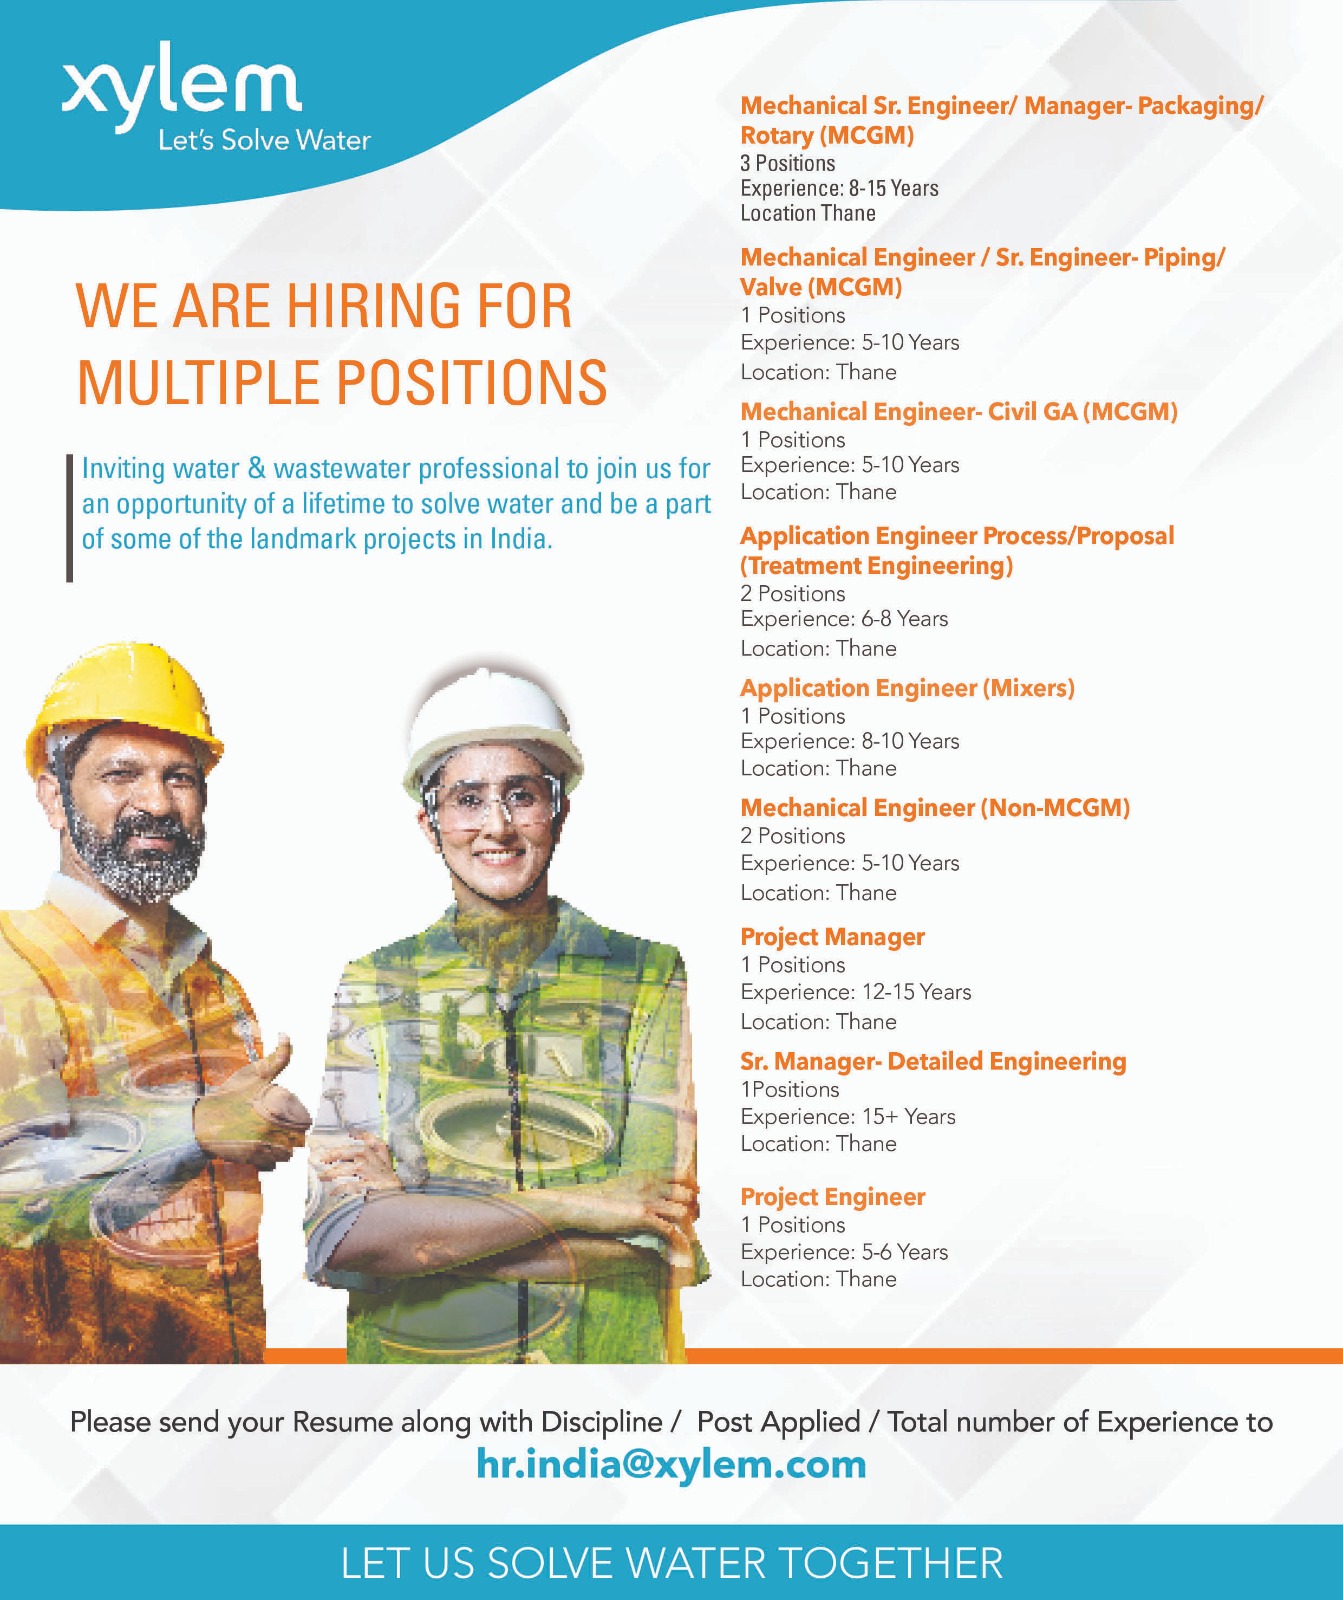 xylem
Let's Solve Water
WE ARE HIRING FOR
MULTIPLE POSITIONS
Inviting water & wastewater professional to join us for
an opportunity of a lifetime to solve water and be a part
of some of the landmark projects in India.
Mechanical Sr. Engineer/ Manager- Packaging/
Rotary (MCGM)
3 Positions
Experience: 8-15 Years
Location Thane
Mechanical Engineer / Sr. Engineer- Piping/
Valve (MCGM)
1 Positions
Experience: 5-10 Years
Location: Thane
Mechanical Engineer- Civil GA (MCGM)
1 Positions
Experience: 5-10 Years
Location: Thane
Application Engineer Process/Proposal
(Treatment Engineering)
2 Positions
Experience: 6-8 Years
Location: Thane
Application Engineer (Mixers)
1 Positions
Experience: 8-10 Years
Location: Thane
Mechanical Engineer (Non-MCGM)
2 Positions
Experience: 5-10 Years
Location: Thane
Project Manager
1 Positions
Experience: 12-15 Years
Location: Thane
Sr. Manager- Detailed Engineering
1Positions
Experience: 15+ Years
Location: Thane
Project Engineer
1 Positions
Experience: 5-6 Years
Location: Thane
Please send your Resume along with Discipline / Post Applied / Total number of Experience to
hr.india@xylem.com
LET US SOLVE WATER TOGETHER